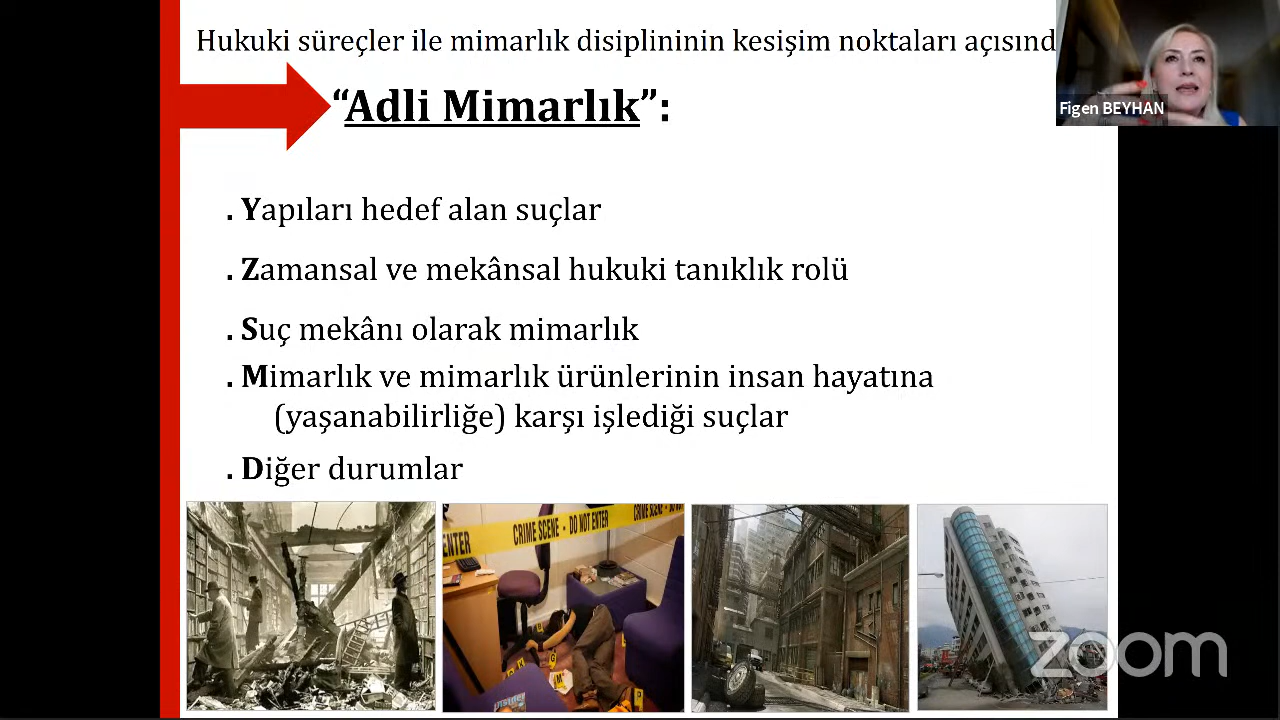 Hukuki süreçler ile mimarlık disiplininin kesişim noktaları açısınd
“Adli Mimarlık”:
Figen BEYHAN
. Yapıları hedef alan suçlar
. Zamansal ve mekânsal hukuki tanıklık rolü
. Suç mekânı olarak mimarlık
. Mimarlık ve mimarlık ürünlerinin insan hayatına
(yaşanabilirliğe) karşı işlediği suçlar
. Diğer durumlar
ENTER
CRIME SCENE - DO NOT ENTER
CRIME SCE
zoom